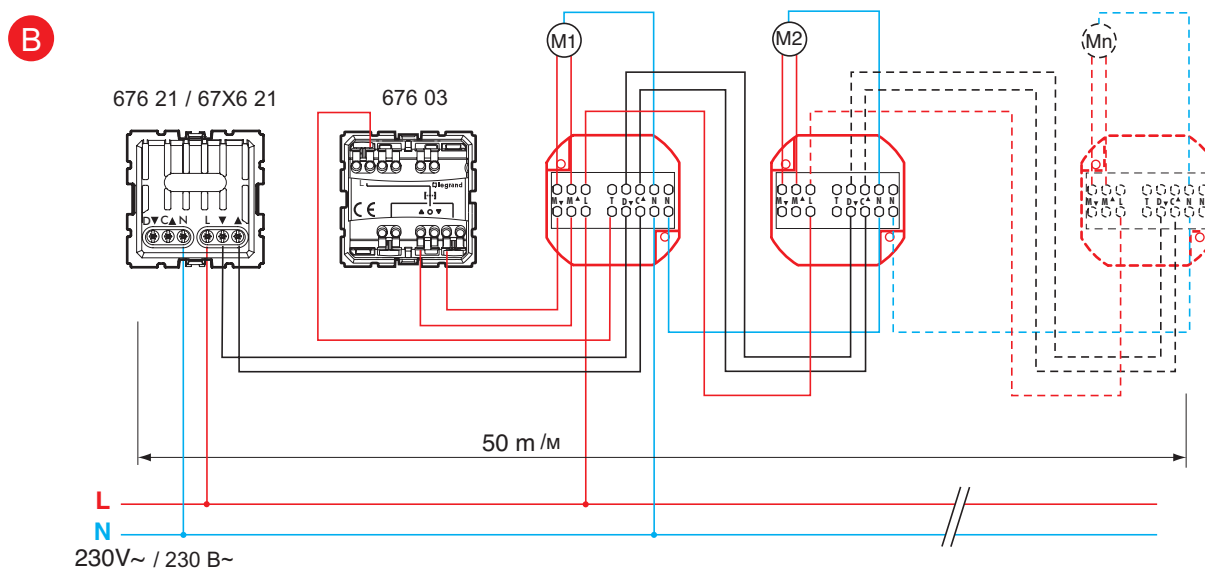 B
M1
M2
Mn
676 21 / 67X6 21
676 03
D▼ C▲ N L ▼ ▲
L
legrand
CE
▲ O ▼
M▼ M▲ L T D▼ C▲ N N
M▼ M▲ L T D▼ C▲ N N
M▼ M▲ L T D▼ C▲ N N
50 m /м
L
N
230V~ / 230 В~